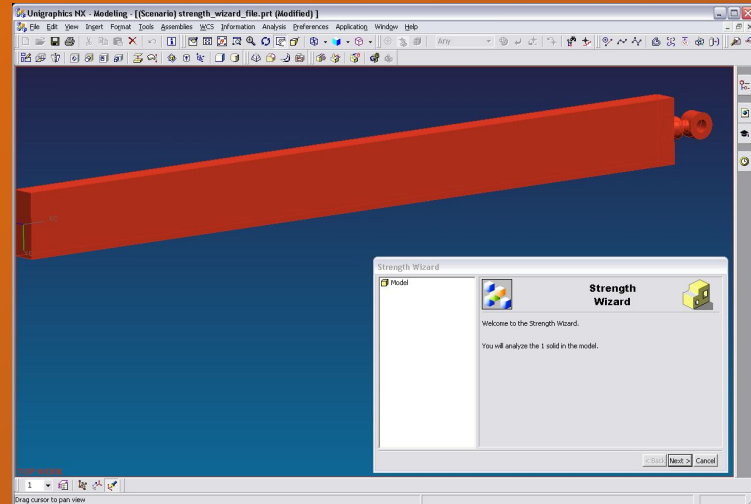 Unigraphics NX - Modeling - [(Scenario) strength_wizard_file.prt (Modified) ]
File Edit View Insert Format Tools Assemblies WCS Information Analysis Preferences Application Window Help
Any
Strength Wizard
Model
Strength
Wizard
Welcome to the Strength Wizard.
You will analyze the 1 solid in the model.
< Back Next > Cancel
1
Drag cursor to pan view